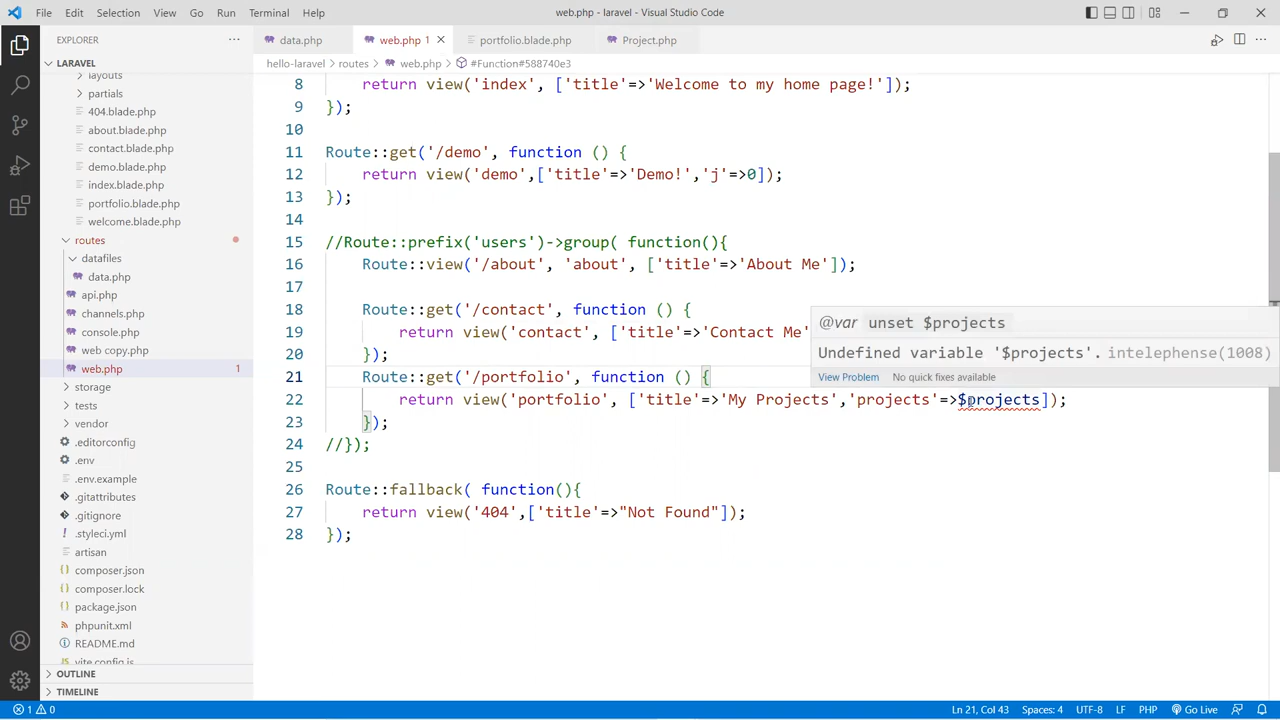 File Edit Selection View Go Run Terminal Help
web.php - laravel - Visual Studio Code
EXPLORER
LARAVEL
layouts
partials
404.blade.php
about.blade.php
contact.blade.php
demo.blade.php
index.blade.php
portfolio.blade.php
welcome.blade.php
routes
datafiles
data.php
api.php
channels.php
console.php
web copy.php
web.php 1
storage
tests
vendor
.editorconfig
.env
.env.example
.gitattributes
.gitignore
.styleci.yml
artisan
composer.json
composer.lock
package.json
phpunit.xml
README.md
vite.config.js
OUTLINE
TIMELINE
data.php web.php 1 portfolio.blade.php Project.php
hello-laravel > routes > web.php > #Function#588740e3
8 return view('index', ['title'=>'Welcome to my home page!']);
9 });
10
11 Route::get('/demo', function () {
12 return view('demo',['title'=>'Demo!','j'=>0]);
13 });
14
15 //Route::prefix('users')->group( function(){
16 Route::view('/about', 'about', ['title'=>'About Me']);
17
18 Route::get('/contact', function () {
19 return view('contact', ['title'=>'Contact Me'
20 });
21 Route::get('/portfolio', function () {
22 return view('portfolio', ['title'=>'My Projects','projects'=>$projects]);
23 });
24 //});
25
26 Route::fallback( function(){
27 return view('404',['title'=>"Not Found"]);
28 });
@var unset $projects
Undefined variable '$projects'. intelephense(1008)
View Problem No quick fixes available
1 0
Ln 21, Col 43 Spaces: 4 UTF-8 LF PHP Go Live